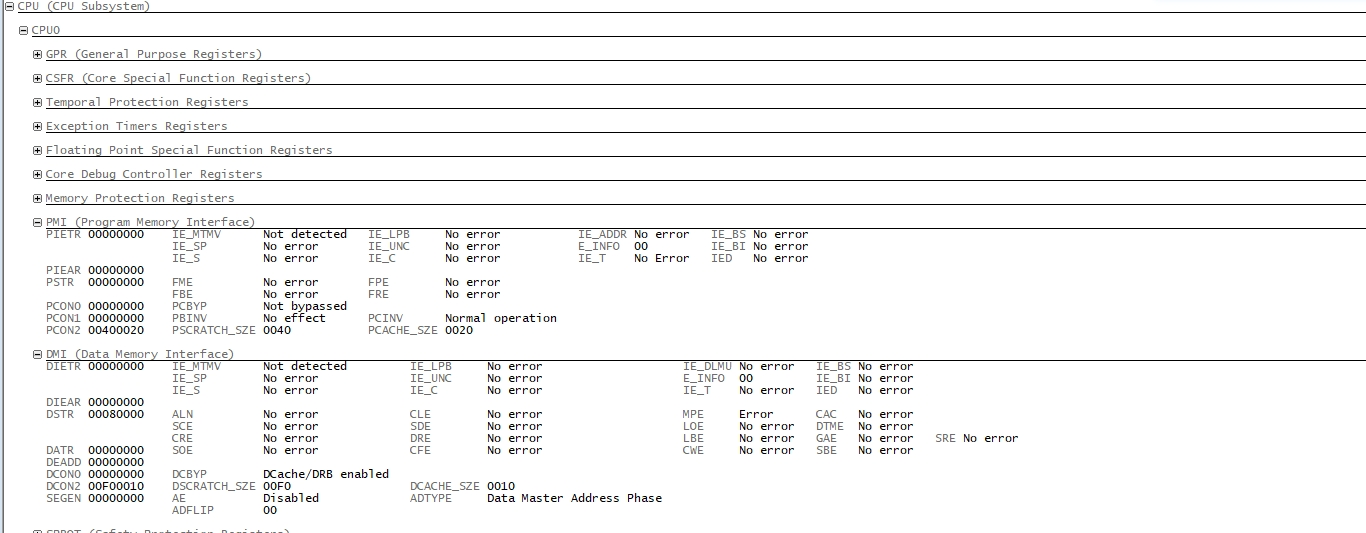 CPU (CPU Subsystem)
CPU0
GPR (General Purpose Registers)
CSFR (Core Special Function Registers)
Temporal Protection Registers
Exception Timers Registers
Floating Point Special Function Registers
Core Debug Controller Registers
Memory Protection Registers
PMI (Program Memory Interface)
PIETR 00000000 IE_MTMV Not detected IE_LPB No error IE_ADDR No error IE_BS No error
IE_SP No error IE_UNC No error E_INFO 00 IE_BI No error
IE_S No error IE_C No error IE_T No Error IED No error
PIEAR 00000000
PSTR 00000000 FME No error FPE No error
FBE No error FRE No error
PCON0 00000000 PCBYP Not bypassed
PCON1 00000000 PBINV No effect PCINV Normal operation
PCON2 00400020 PSCRATCH_SZE 0040 PCACHE_SZE 0020
DMI (Data Memory Interface)
DIETR 00000000 IE_MTMV Not detected IE_LPB No error IE_DLMU No error IE_BS No error
IE_SP No error IE_UNC No error E_INFO 00 IE_BI No error
IE_S No error IE_C No error IE_T No error IED No error
DIEAR 00000000
DSTR 00080000 ALN No error CLE No error MPE Error CAC No error
SCE No error SDE No error LOE No error DTME No error
CRE No error DRE No error LBE No error GAE No error SRE No error
DATR 00000000 SOE No error CFE No error CWE No error SBE No error
DEADD 00000000
DCON0 00000000 DCBYP DCache/DRB enabled
DCON2 00F00010 DSCRATCH_SZE 00F0 DCACHE_SZE 0010
SEGEN 00000000 AE Disabled ADTYPE Data Master Address Phase
ADFLIP 00
(Safety Protection Registers)